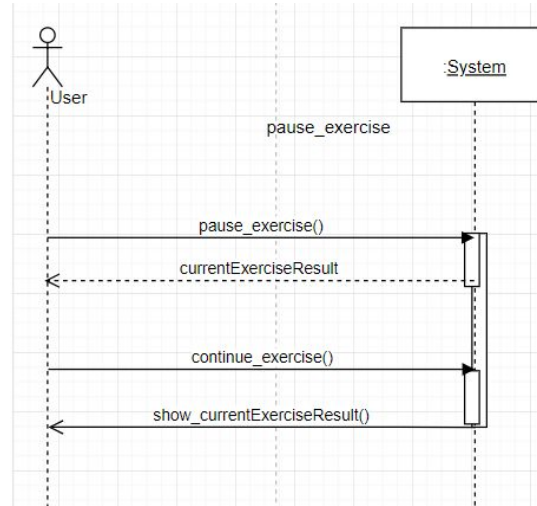 User
:System
pause_exercise
pause_exercise()
currentExerciseResult
continue_exercise()
show_currentExerciseResult()